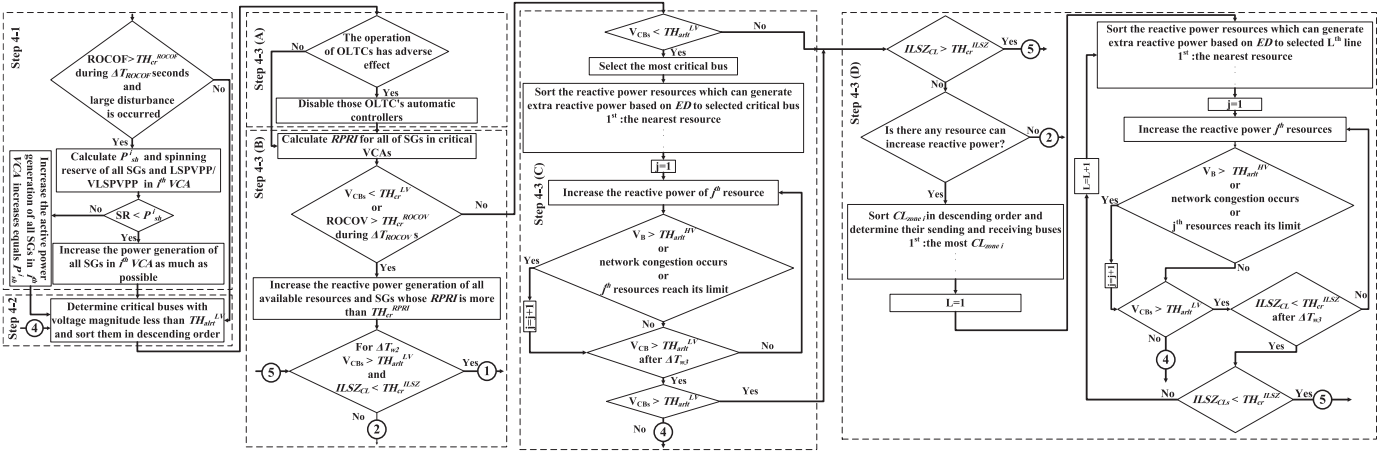 Step 4-1
ROCOF> TH_cr^ROCOF
during ΔT_ROCOF seconds
and
large disturbance
is occurred
No
Yes
Calculate P^i_sh and spinning
reserve of all SGs and LSPVPP/
VLSPVPP in i^th VCA
No
SR < P^i_sh
Yes
Increase the power generation of
all SGs in i^th VCA as much as
possible
Increase the active power
generation of all SGs in i^th
VCA increases equals P^i_sh
Step 4-2
4
Determine critical buses with
voltage magnitude less than TH_alrt^LV
and sort them in descending order
Step 4-3 (A)
No
The operation
of OLTCs has adverse
effect
Yes
Disable those OLTC's automatic
controllers
Step 4-3 (B)
Calculate RPRI for all of SGs in critical
VCAs
V_CBs < TH_cr^LV
or
ROCOV > TH_cr^ROCOV
during ΔT_ROCOV s
No
Yes
Increase the reactive power generation of all
available resources and SGs whose RPRI is more
than TH_cr^RPRI
5
For ΔT_w2
V_CBs > TH_arlt^LV
and
ILSZ_CL < TH_cr^ILSZ
Yes
1
No
2
Step 4-3 (C)
V_CBs < TH_arlt^LV
No
Yes
Select the most critical bus
Sort the reactive power resources which can generate
extra reactive power based on ED to selected critical bus
1^st :the nearest resource
j=1
Increase the reactive power of j^th resource
V_B > TH_arlt^HV
or
network congestion occurs
or
j^th resources reach its limit
Yes
j=j+1
No
V_CB > TH_arlt^LV
after ΔT_w3
No
Yes
V_CBs > TH_arlt^LV
Yes
No
4
Step 4-3 (D)
ILSZ_CL > TH_cr^ILSZ
Yes
5
No
Is there any resource can
increase reactive power?
No
2
Yes
Sort CL_zone i in descending order and
determine their sending and receiving buses
1^st :the most CL_zone i
L=1
Sort the reactive power resources which can generate
extra reactive power based on ED to selected L^th line
1^st :the nearest resource
j=1
Increase the reactive power j^th resources
L=L+1
V_B > TH_arlt^HV
or
network congestion occurs
or
j^th resources reach its limit
Yes
j=j+1
No
V_CBs > TH_arlt^LV
Yes
ILSZ_CL < TH_cr^ILSZ
after ΔT_w3
No
No
4
Yes
ILSZ_CLs < TH_cr^ILSZ
No
Yes
5